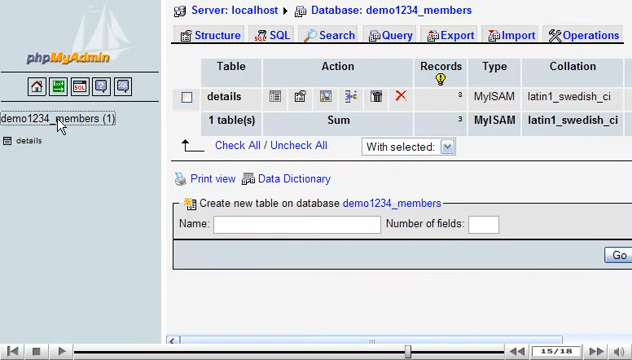 Server: localhost Database: demo1234_members
Structure SQL Search Query Export Import Operations
phpMyAdmin
SQL
demo1234_members (1)
details
Table Action Records Type Collation
details 3 MyISAM latin1_swedish_ci
1 table(s) Sum 3 MyISAM latin1_swedish_ci
Check All / Uncheck All With selected:
Print view Data Dictionary
Create new table on database demo1234_members
Name: Number of fields:
Go
15/18